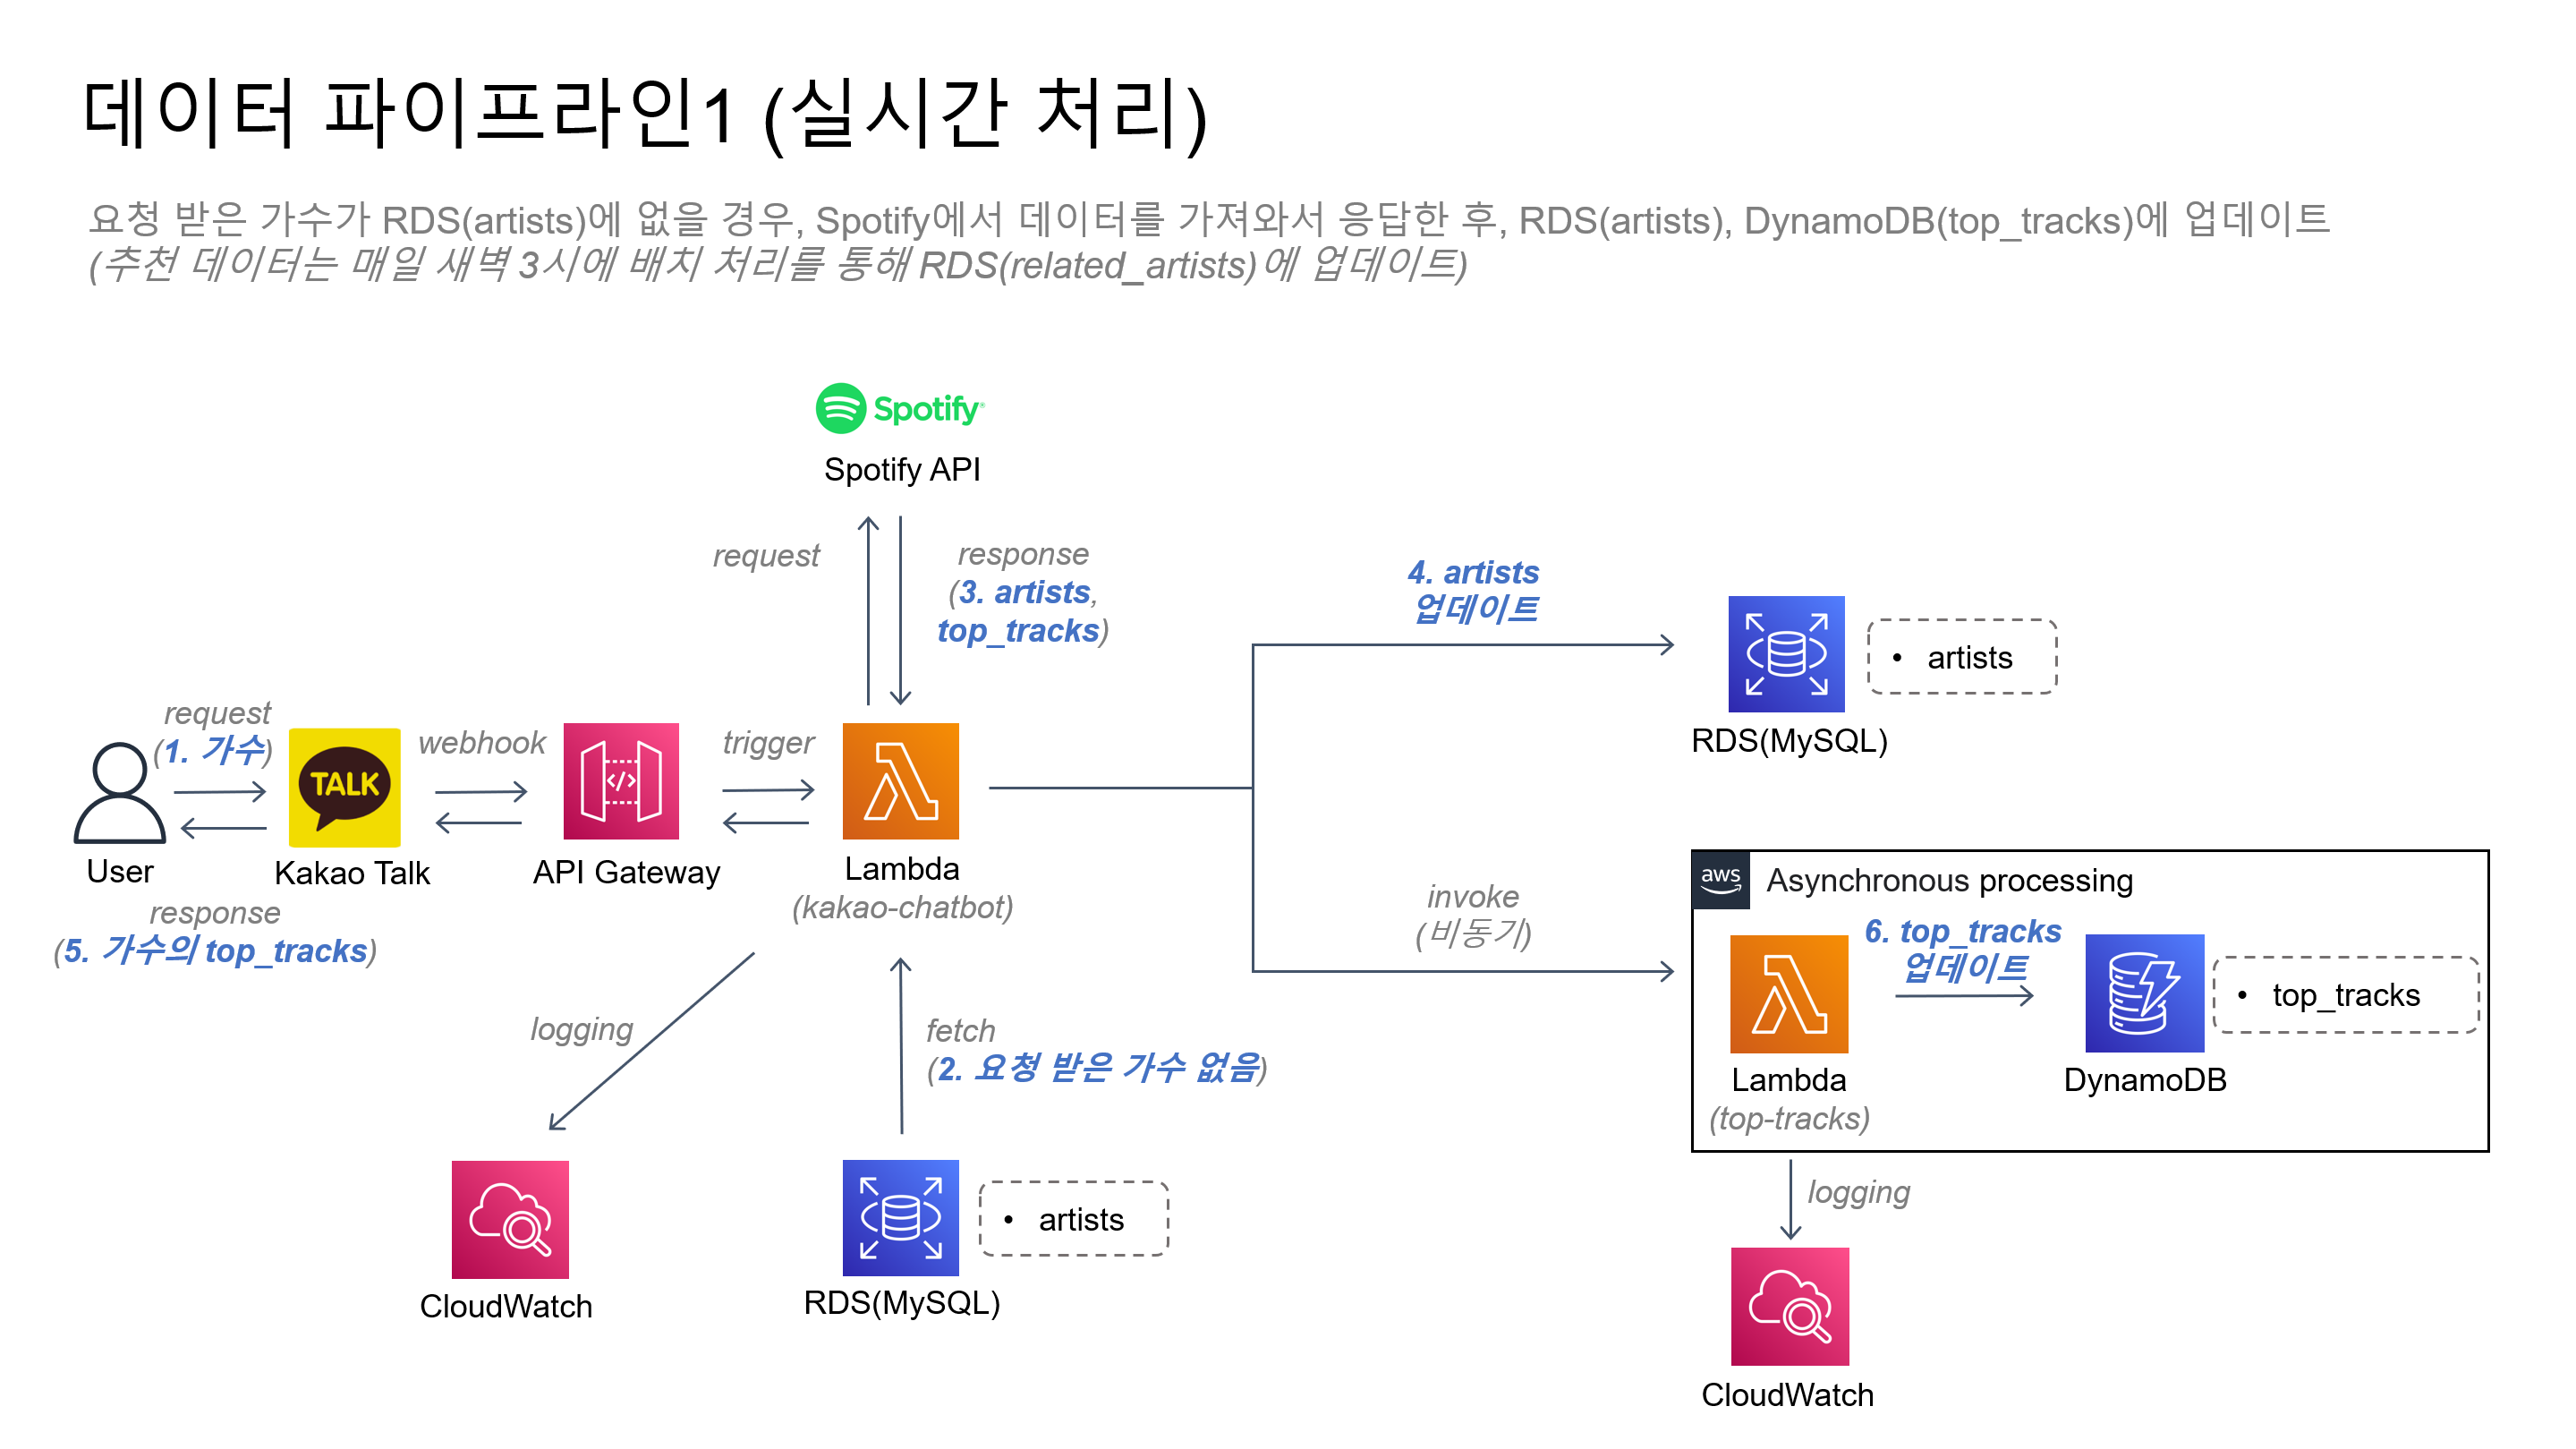 데이터 파이프라인1 (실시간 처리)
요청 받은 가수가 RDS(artists)에 없을 경우, Spotify에서 데이터를 가져와서 응답한 후, RDS(artists), DynamoDB(top_tracks)에 업데이트
(추천 데이터는 매일 새벽 3시에 배치 처리를 통해 RDS(related_artists)에 업데이트)
Spotify
Spotify API
request
response
(3. artists,
top_tracks)
4. artists
업데이트
• artists
RDS(MySQL)
request
(1. 가수)
TALK
webhook
trigger
User
Kakao Talk
API Gateway
Lambda
(kakao-chatbot)
response
(5. 가수의 top_tracks)
invoke
(비동기)
aws
Asynchronous processing
6. top_tracks
업데이트
• top_tracks
Lambda
(top-tracks)
DynamoDB
logging
fetch
(2. 요청 받은 가수 없음)
logging
• artists
CloudWatch
RDS(MySQL)
CloudWatch